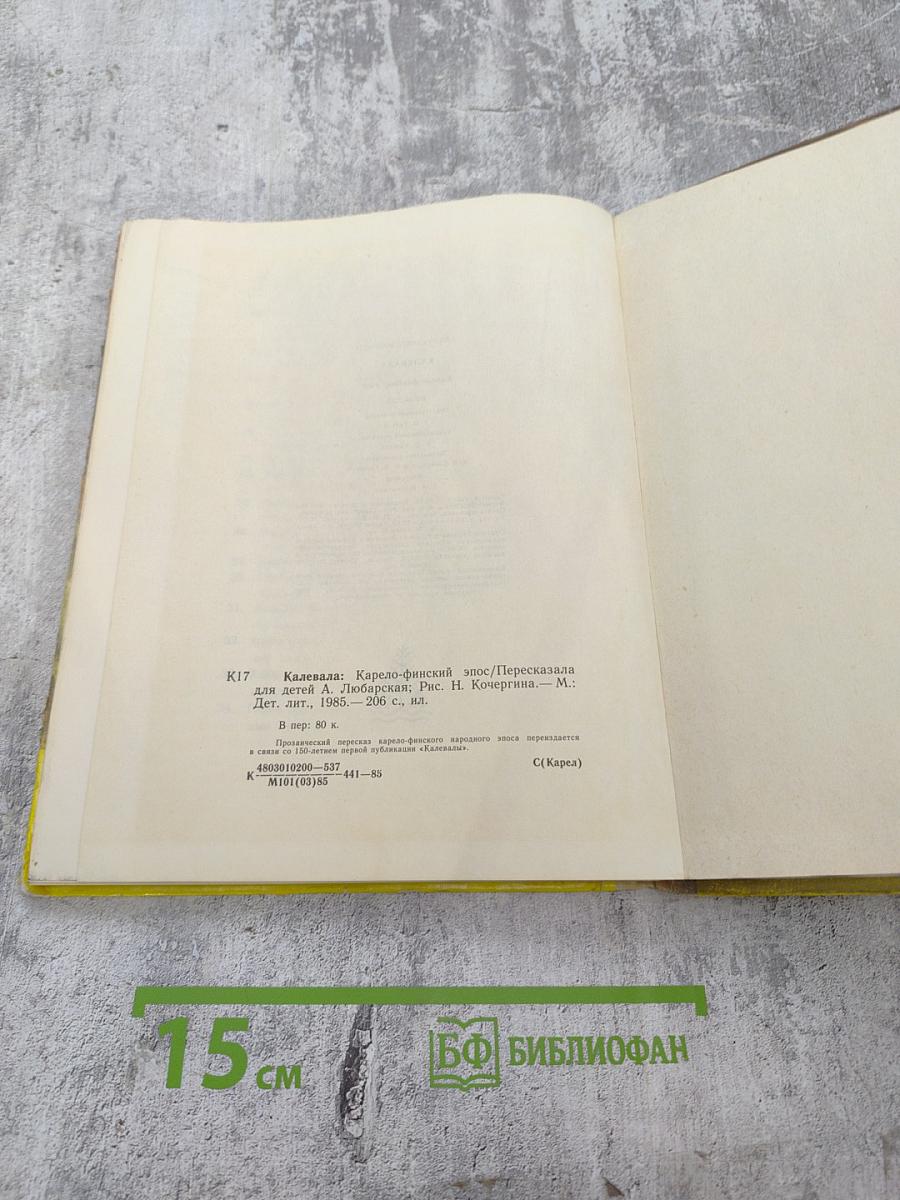 К17 Калевала: Карело-финский эпос/Пересказала
для детей А. Любарская; Рис. Н. Кочергина.— М.:
Дет. лит., 1985.— 206 с., ил.
В пер: 80 к.
Прозаический пересказ карело-финского народного эпоса переиздается
в связи со 150-летием первой публикации «Калевалы».
К 4803010200—537
М101(03)85 —441—85
С(Карел)
15 см
БФ БИБЛИОФАН